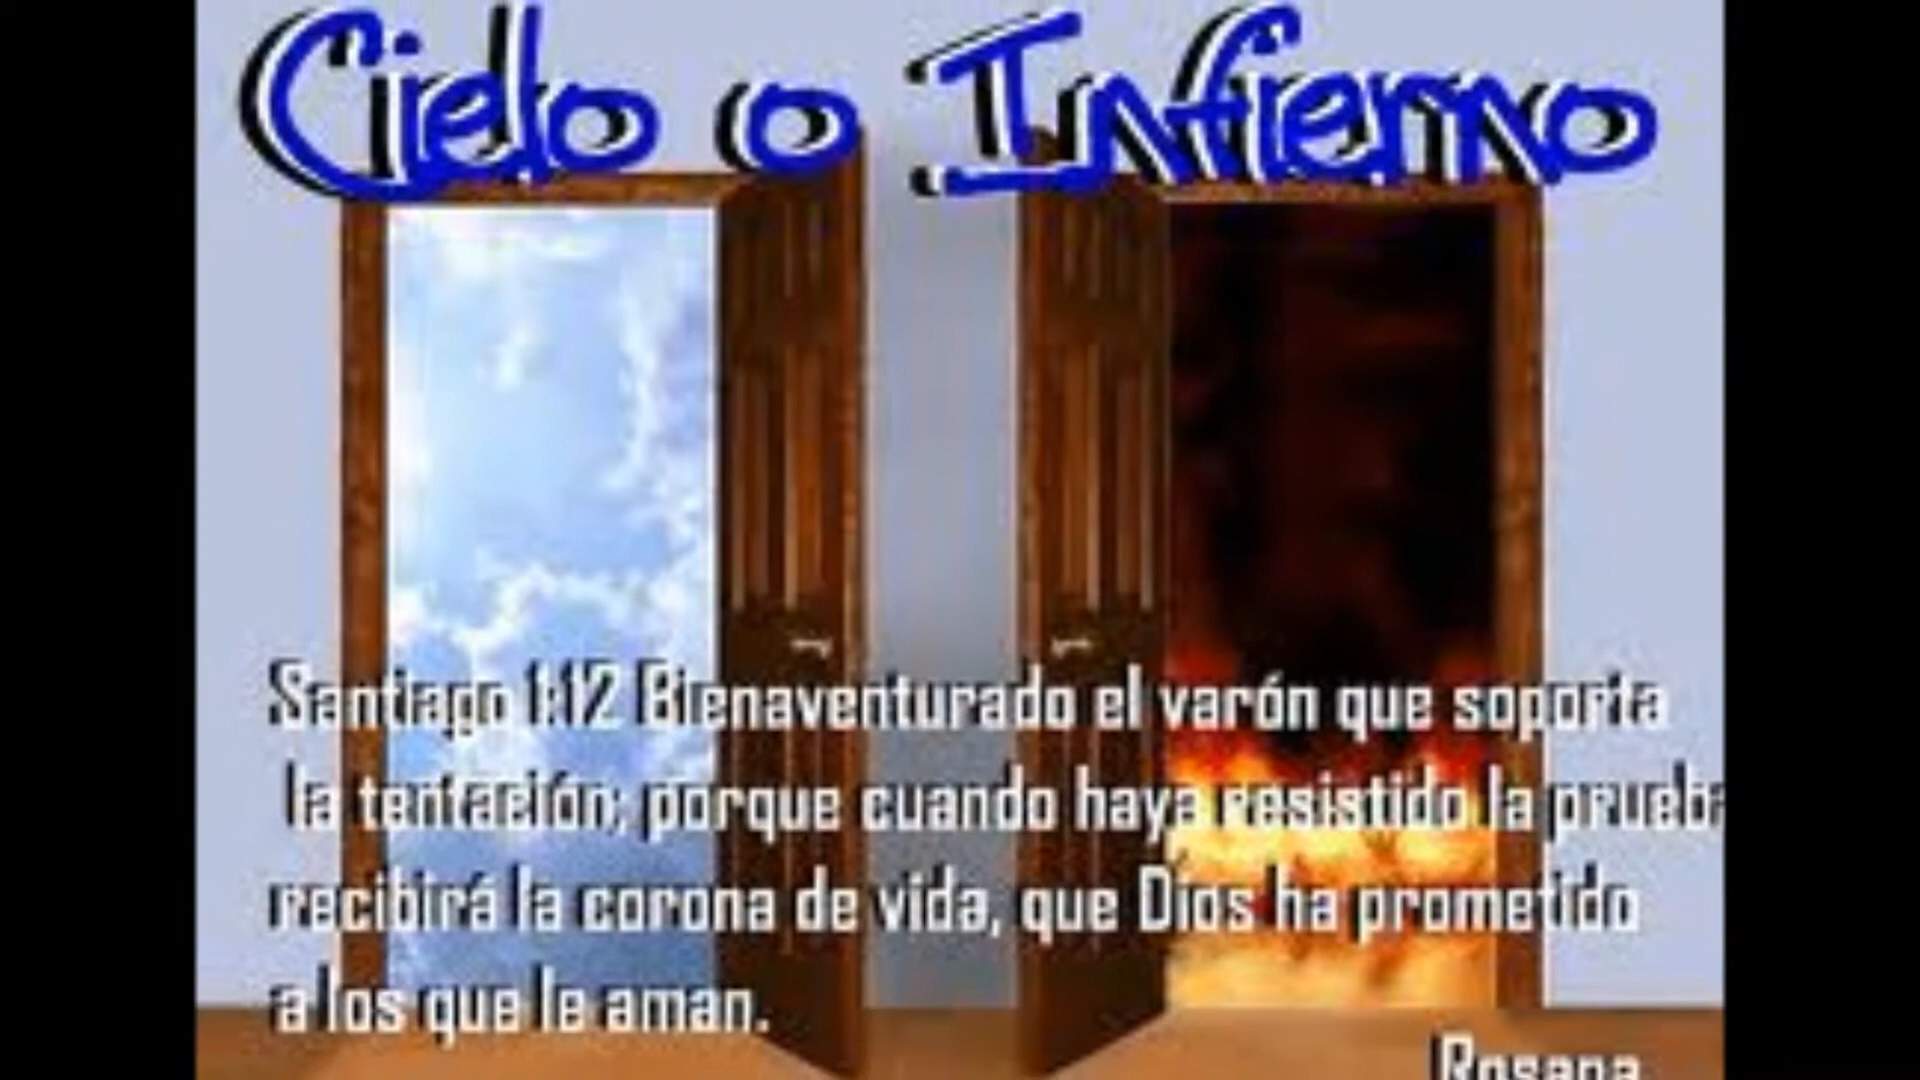 Cielo o Infierno
Santiago 1:12 Bienaventurado el varón que soporta
la tentación; porque cuando haya resistido la prueba
recibirá la corona de vida, que Dios ha prometido
a los que le aman.
Rosana